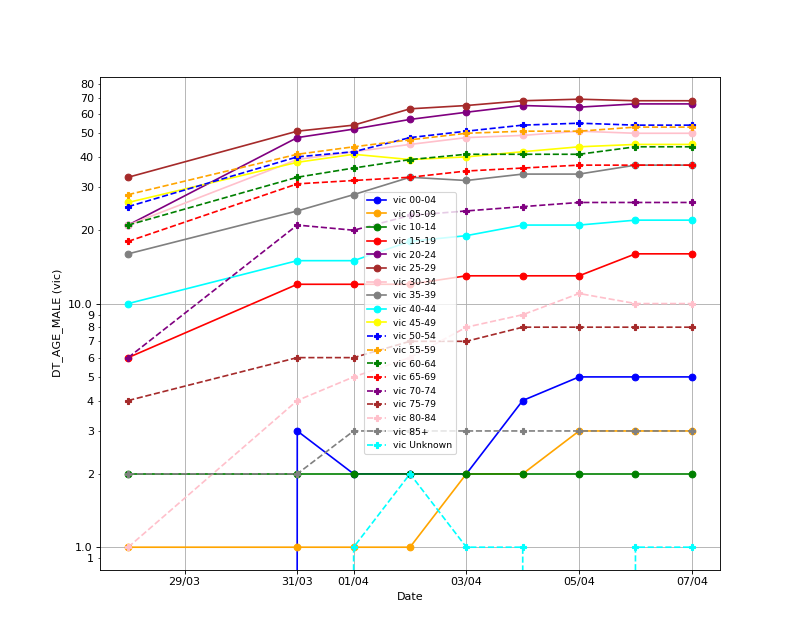 80
70
60
50
40
30
20
10.0
9
8
7
6
5
4
3
2
1.0
1
DT_AGE_MALE (vic)
vic 00-04
vic 05-09
vic 10-14
vic 15-19
vic 20-24
vic 25-29
vic 30-34
vic 35-39
vic 40-44
vic 45-49
vic 50-54
vic 55-59
vic 60-64
vic 65-69
vic 70-74
vic 75-79
vic 80-84
vic 85+
vic Unknown
29/03 31/03 01/04 03/04 05/04 07/04
Date